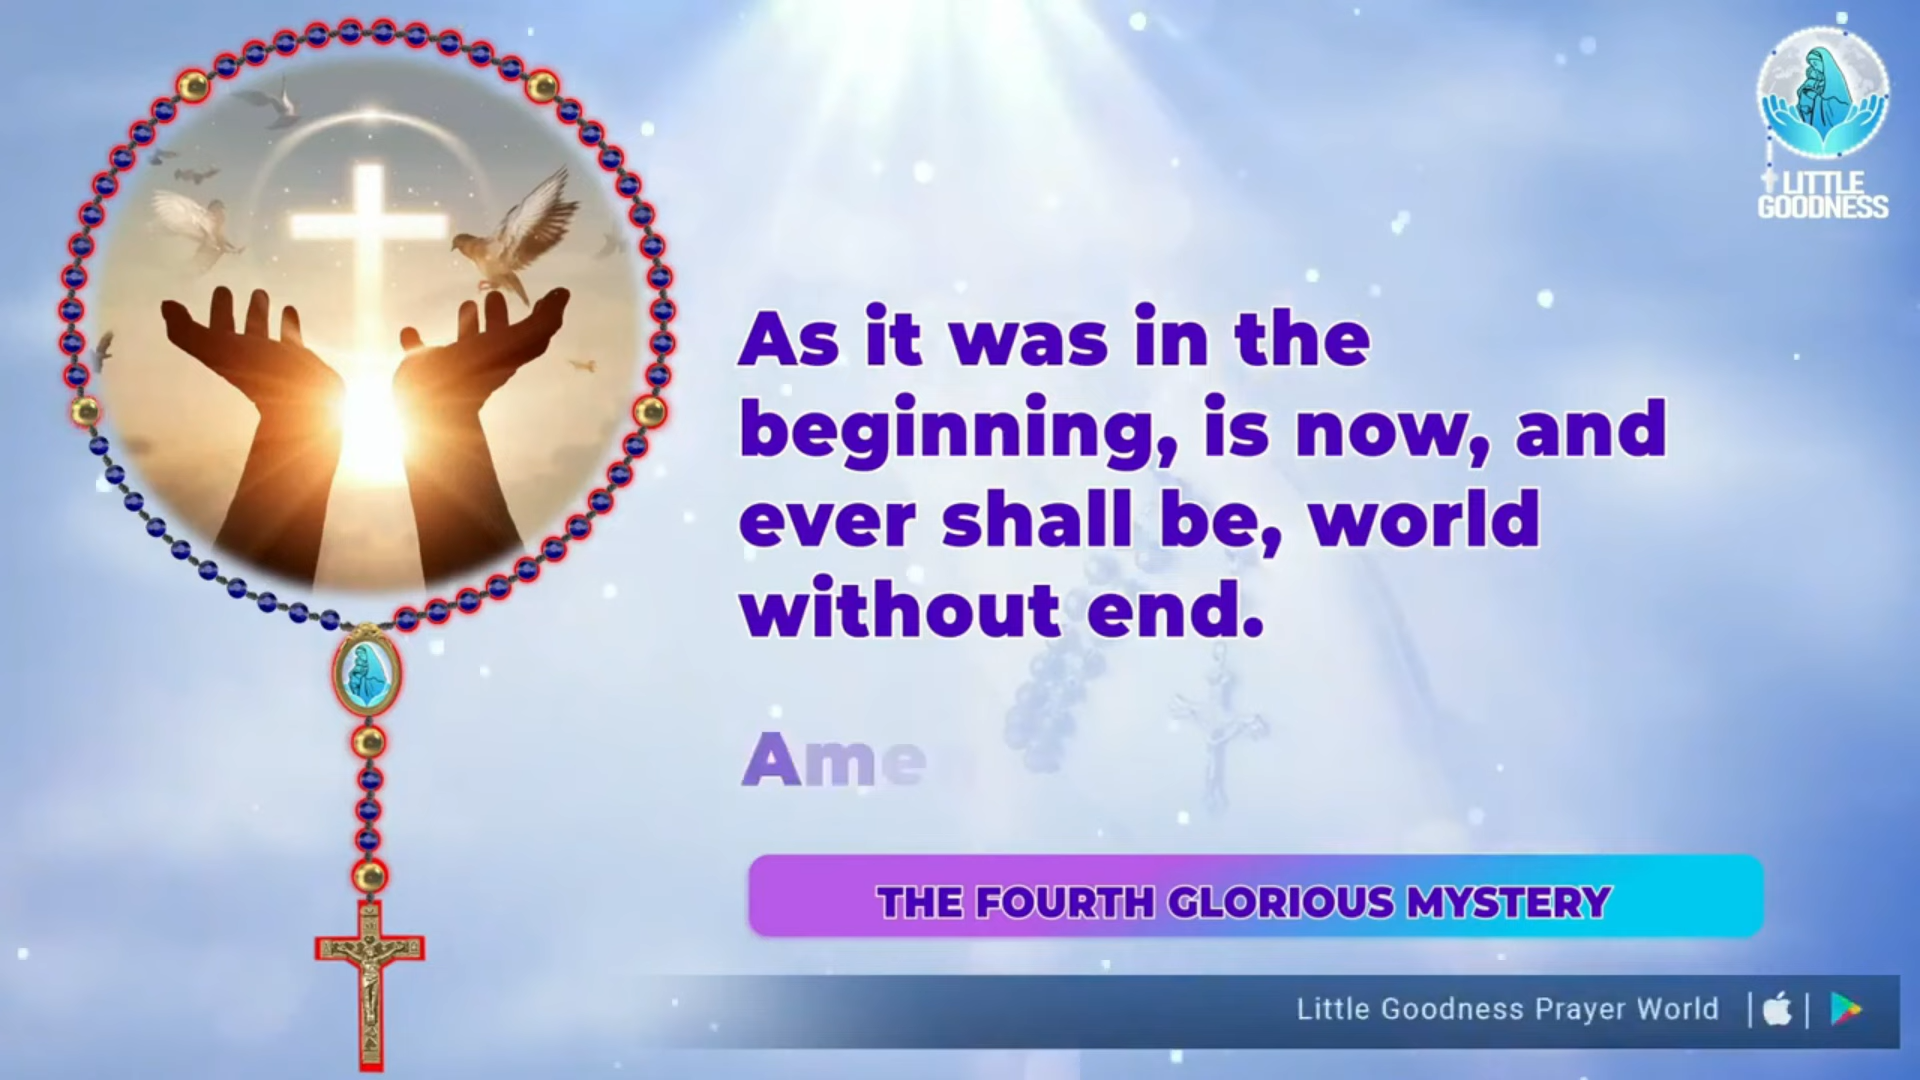 LITTLE
GOODNESS
As it was in the
beginning, is now, and
ever shall be, world
without end.
Amen
THE FOURTH GLORIOUS MYSTERY
Little Goodness Prayer World